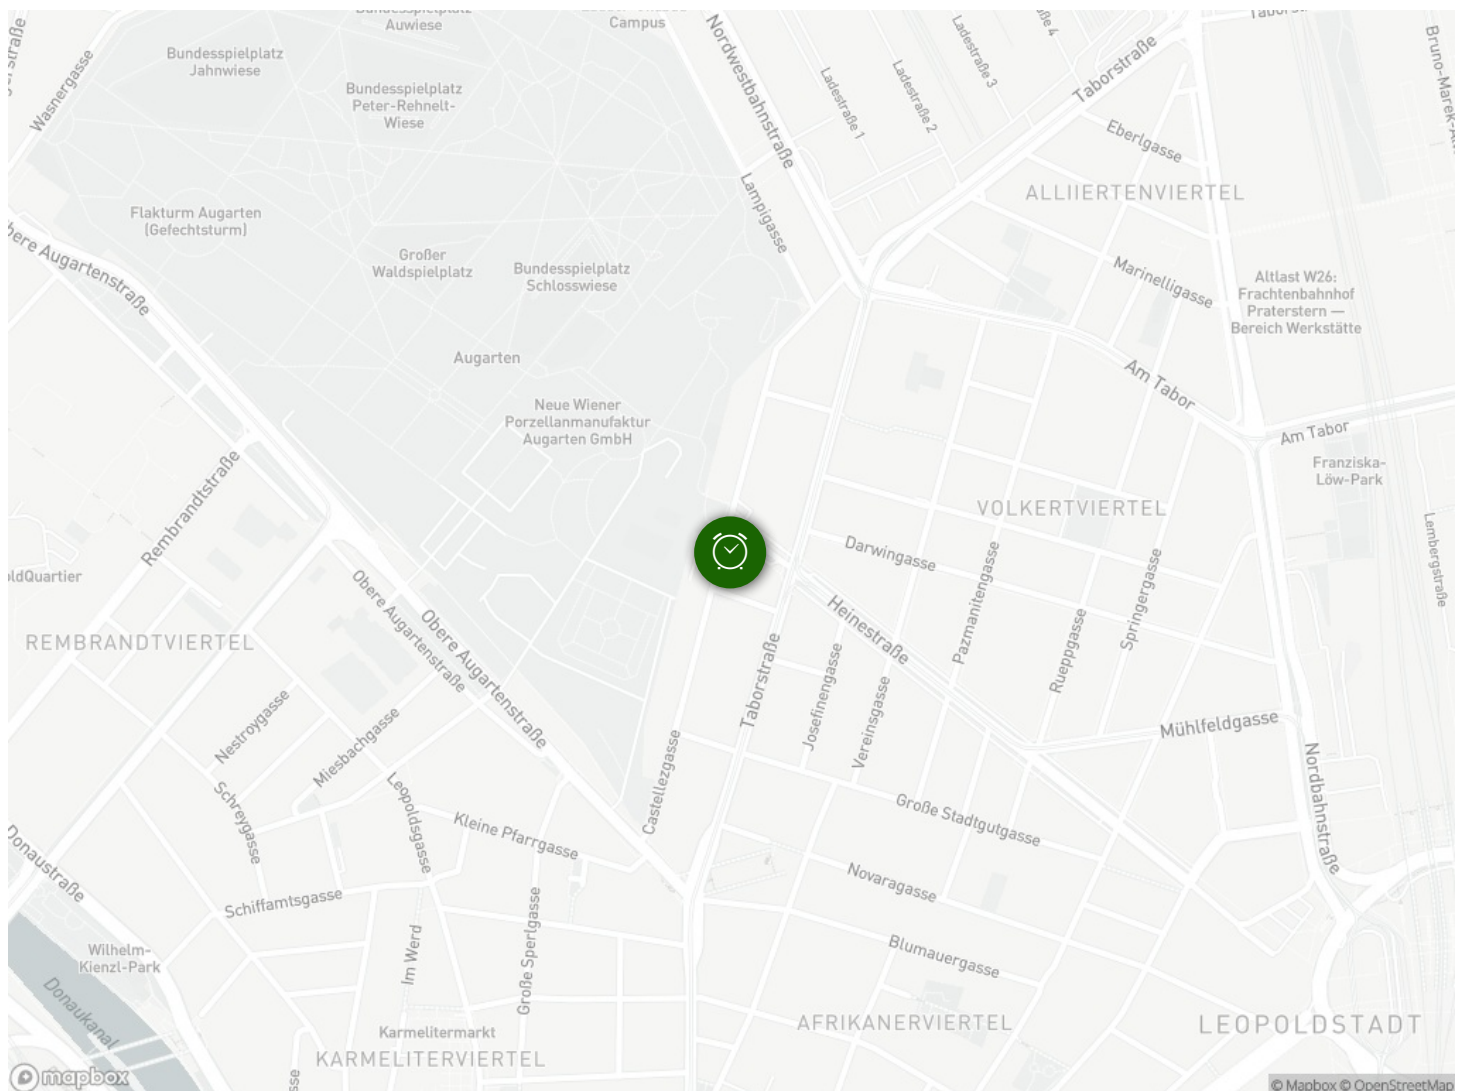 Auwiese
Campus
Bundesspielplatz
Jahnwiese
Bundesspielplatz
Peter-Rehnelt-
Wiese
Wasnergasse
Nordwestbahnstraße
Ladestraße 1
Ladestraße 2
Ladestraße 3
Taborstraße
Eberlgasse
ALLIIERTENVIERTEL
Lampigasse
Flakturm Augarten
(Gefechtsturm)
Obere Augartenstraße
Großer
Waldspielplatz
Bundesspielplatz
Schlosswiese
Marinelligasse
Altlast W26:
Frachtenbahnhof
Praterstern —
Bereich Werkstätte
Augarten
Am Tabor
Neue Wiener
Porzellanmanufaktur
Augarten GmbH
Am Tabor
Franziska-
Löw-Park
Rembrandtstraße
VOLKERTVIERTEL
Darwingasse
Lembergstraße
oldQuartier
Obere Augartenstraße
Obere Augartenstraße
Heinestraße
Pazmanitengasse
Rueppgasse
Springergasse
REMBRANDTVIERTEL
Taborstraße
Josefinengasse
Vereinsgasse
Mühlfeldgasse
Nestroygasse
Miesbachgasse
Castellezgasse
Nordbahnstraße
Schreygasse
Leopoldsgasse
Kleine Pfarrgasse
Große Stadtgutgasse
Donaustraße
Schiffamtsgasse
Novaragasse
Wilhelm-
Kienzl-Park
Im Werd
Große Sperlgasse
Blumauergasse
Donaukanal
Karmelitermarkt
KARMELITERVIERTEL
AFRIKANERVIERTEL
LEOPOLDSTADT
mapbox
© Mapbox © OpenStreetMap